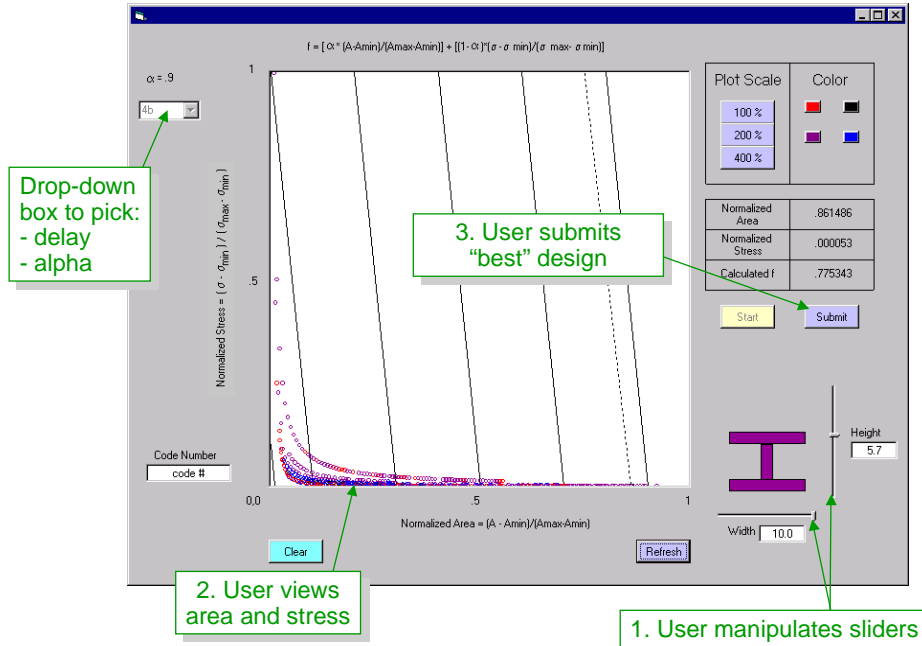 f = [ α * (A-Amin)/(Amax-Amin)] + [(1- α)*(σ - σ min)/(σ max- σ min)]
α = .9
4b
Drop-down
box to pick:
- delay
- alpha
Normalized Stress = ( σ - σmin ) / ( σmax - σmin )
1
.5
0,0
.5
1
Normalized Area = (A - Amin)/(Amax-Amin)
Code Number
code #
Clear
Refresh
2. User views
area and stress
Plot Scale
Color
100 %
200 %
400 %
3. User submits
“best” design
Normalized
Area
.861486
Normalized
Stress
.000053
Calculated f
.775343
Start
Submit
Height
5.7
Width
10.0
1. User manipulates sliders